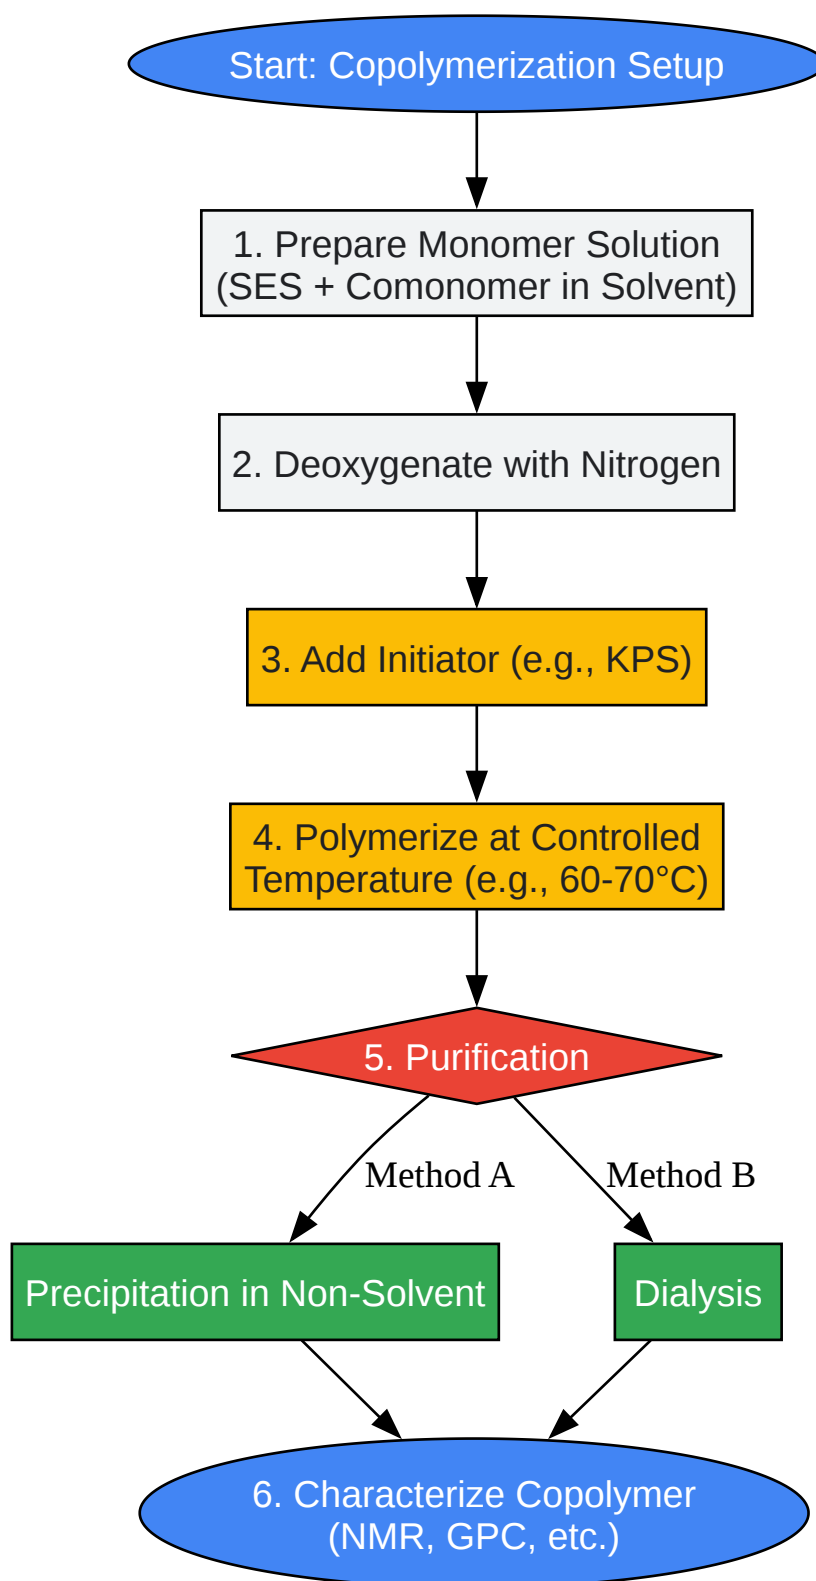 Start: Copolymerization Setup
1. Prepare Monomer Solution
(SES + Comonomer in Solvent)
2. Deoxygenate with Nitrogen
3. Add Initiator (e.g., KPS)
4. Polymerize at Controlled
Temperature (e.g., 60-70°C)
5. Purification
Method A
Method B
Precipitation in Non-Solvent
Dialysis
6. Characterize Copolymer
(NMR, GPC, etc.)